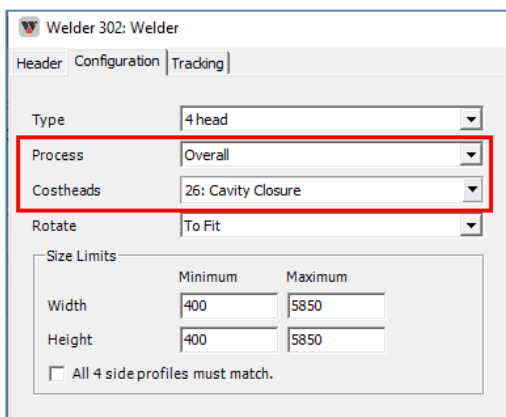 Welder 302: Welder
Header Configuration Tracking
Type 4 head
Process Overall
Costheads 26: Cavity Closure
Rotate To Fit
Size Limits
Minimum Maximum
Width 400 5850
Height 400 5850
All 4 side profiles must match.